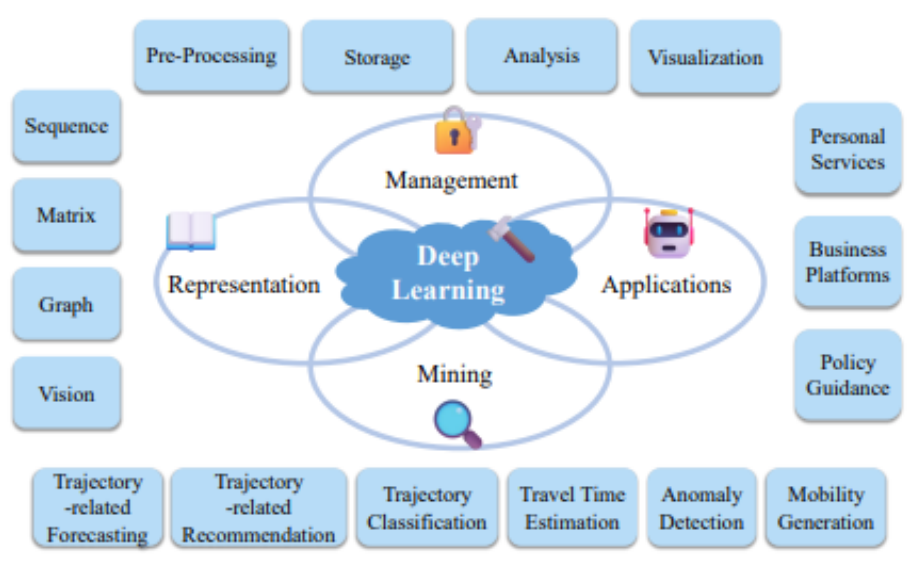 Pre-Processing
Storage
Analysis
Visualization
Sequence
Matrix
Graph
Vision
Management
Representation
Deep
Learning
Applications
Mining
Personal
Services
Business
Platforms
Policy
Guidance
Trajectory
-related
Forecasting
Trajectory
-related
Recommendation
Trajectory
Classification
Travel Time
Estimation
Anomaly
Detection
Mobility
Generation